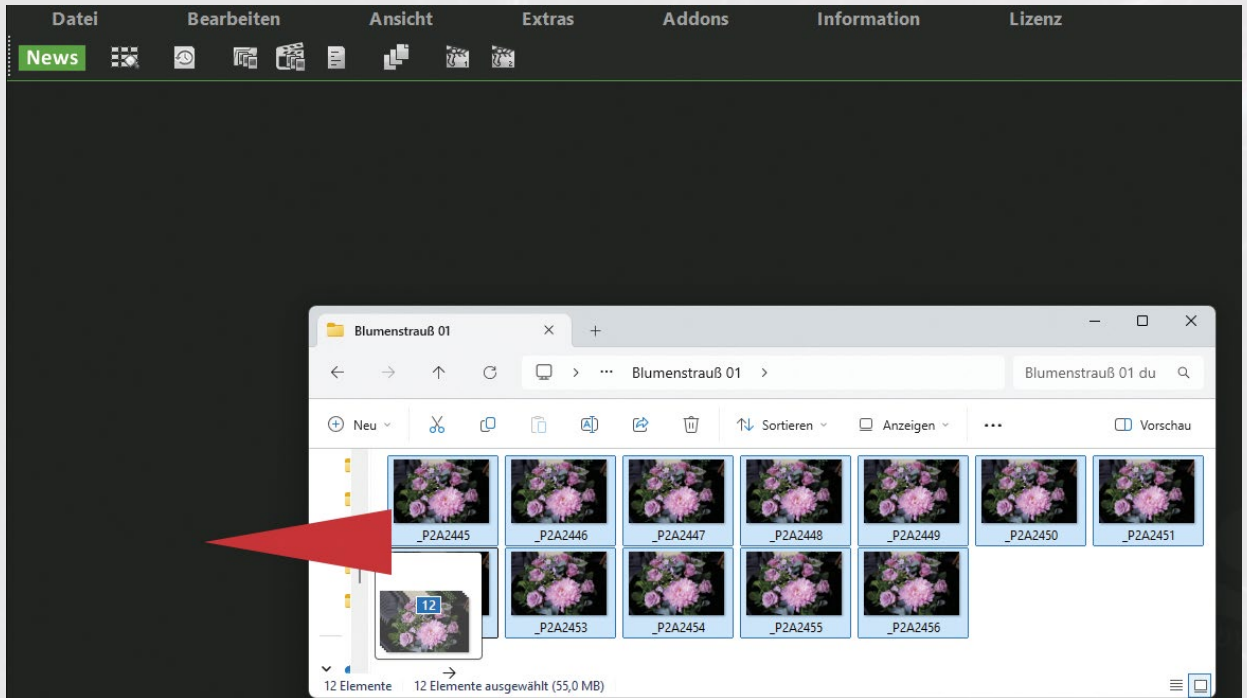 Datei Bearbeiten Ansicht Extras Addons Information Lizenz
News
Blumenstrauß 01
Blumenstrauß 01 Blumenstrauß 01 du
Neu Sortieren Anzeigen Vorschau
_P2A2445 _P2A2446 _P2A2447 _P2A2448 _P2A2449 _P2A2450 _P2A2451
12
_P2A2453 _P2A2454 _P2A2455 _P2A2456
12 Elemente 12 Elemente ausgewählt (55,0 MB)